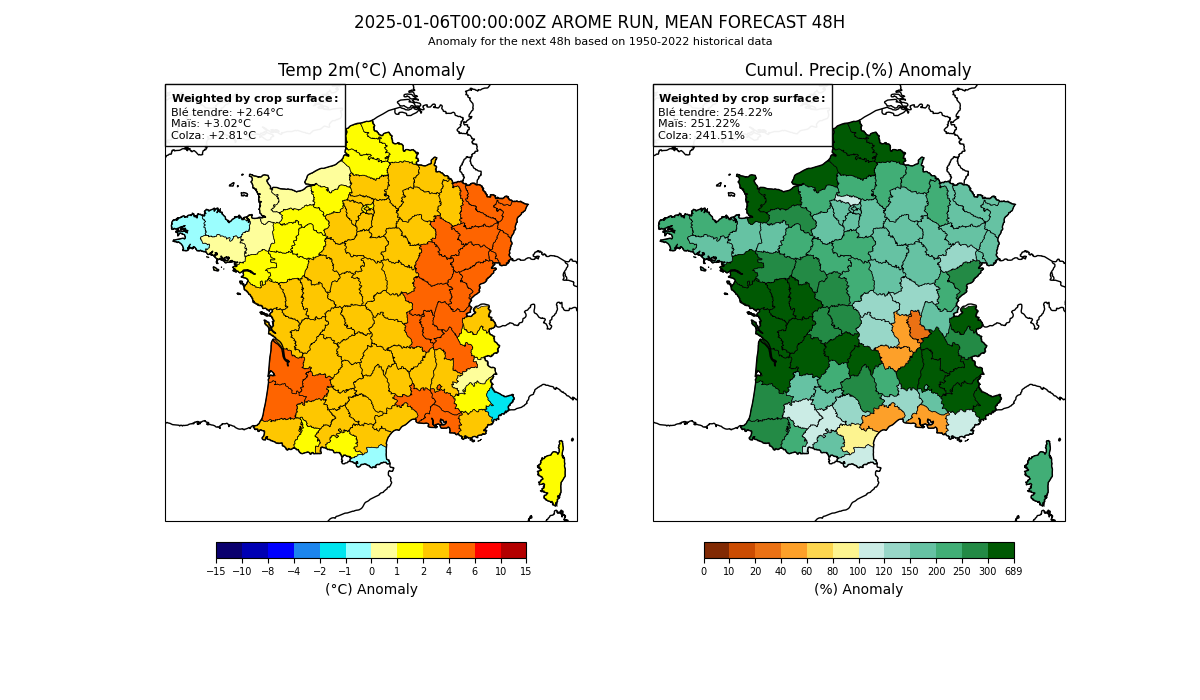 2025-01-06T00:00:00Z AROME RUN, MEAN FORECAST 48H
Anomaly for the next 48h based on 1950-2022 historical data
Temp 2m(°C) Anomaly
Weighted by crop surface:
Blé tendre: +2.64°C
Maïs: +3.02°C
Colza: +2.81°C
−15 −10 −8 −4 −2 −1 0 1 2 4 6 10 15
(°C) Anomaly
Cumul. Precip.(%) Anomaly
Weighted by crop surface:
Blé tendre: 254.22%
Maïs: 251.22%
Colza: 241.51%
0 10 20 40 60 80 100 120 150 200 250 300 689
(%) Anomaly